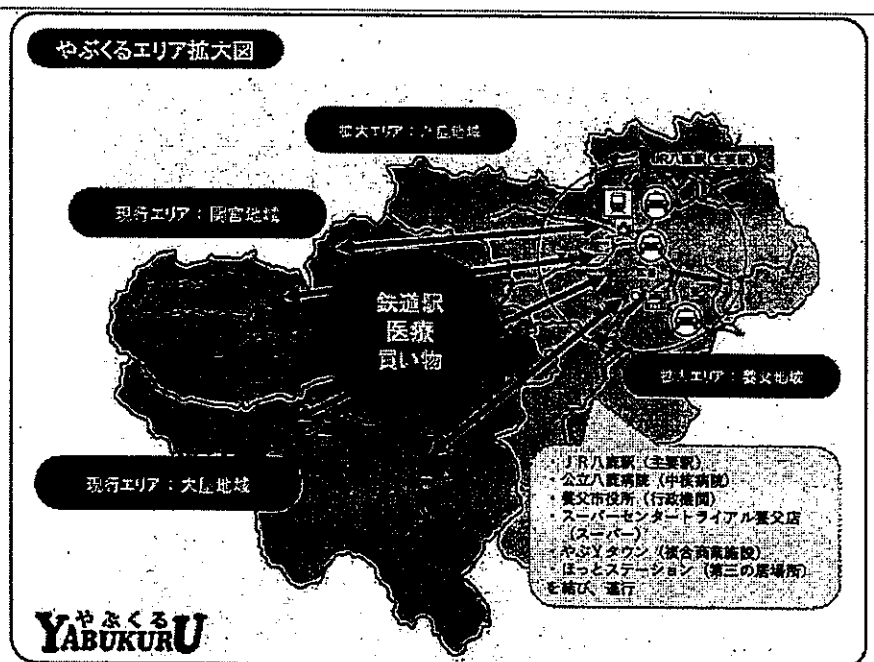 やぶくるエリア拡大図
拡大エリア：八鹿地域
JR八鹿駅(主要駅)
現行エリア：関宮地域
鉄道駅
医療
買い物
拡大エリア：養父地域
現行エリア：大屋地域
・JR八鹿駅（主要駅）
・公立八鹿病院（中核病院）
・養父市役所（行政機関）
・スーパーセンタートライアル養父店
（スーパー）
・やぶYタウン（複合商業施設）
・ほっとステーション（第三の居場所）
を結び、運行
やぶくる
YABUKURU